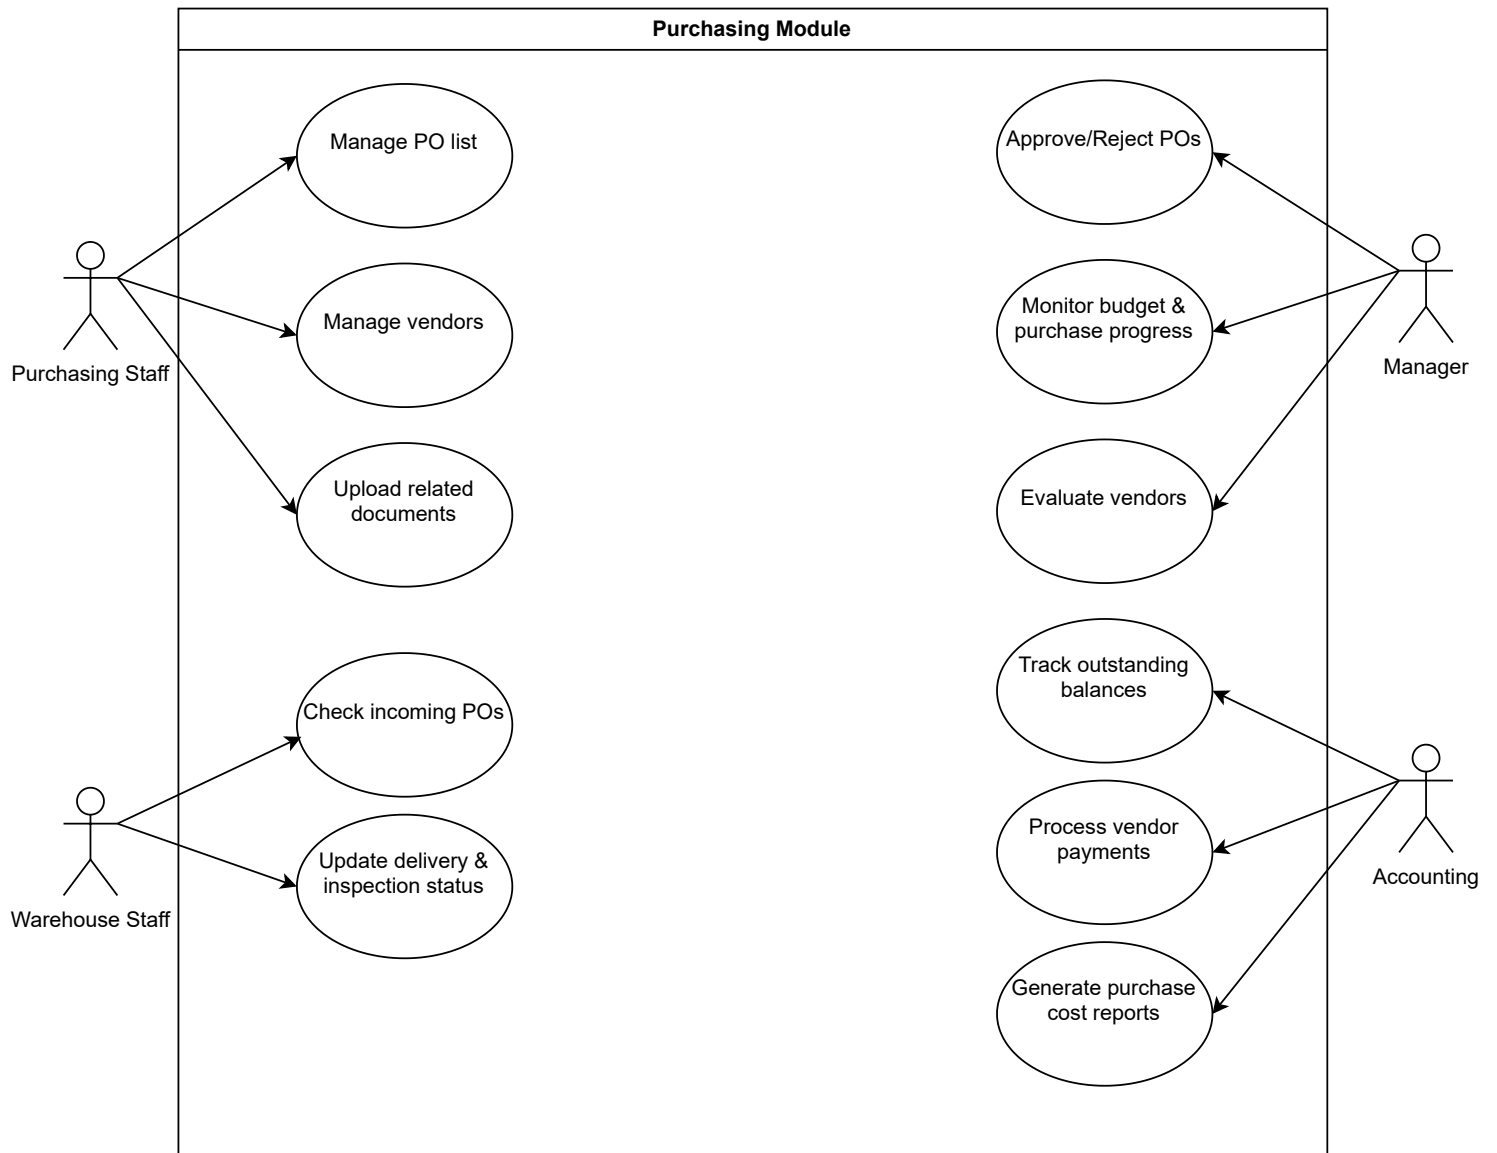 Purchasing Module
Manage PO list
Approve/Reject POs
Manage vendors
Monitor budget &
purchase progress
Purchasing Staff
Manager
Upload related
documents
Evaluate vendors
Check incoming POs
Track outstanding
balances
Update delivery &
inspection status
Process vendor
payments
Warehouse Staff
Accounting
Generate purchase
cost reports